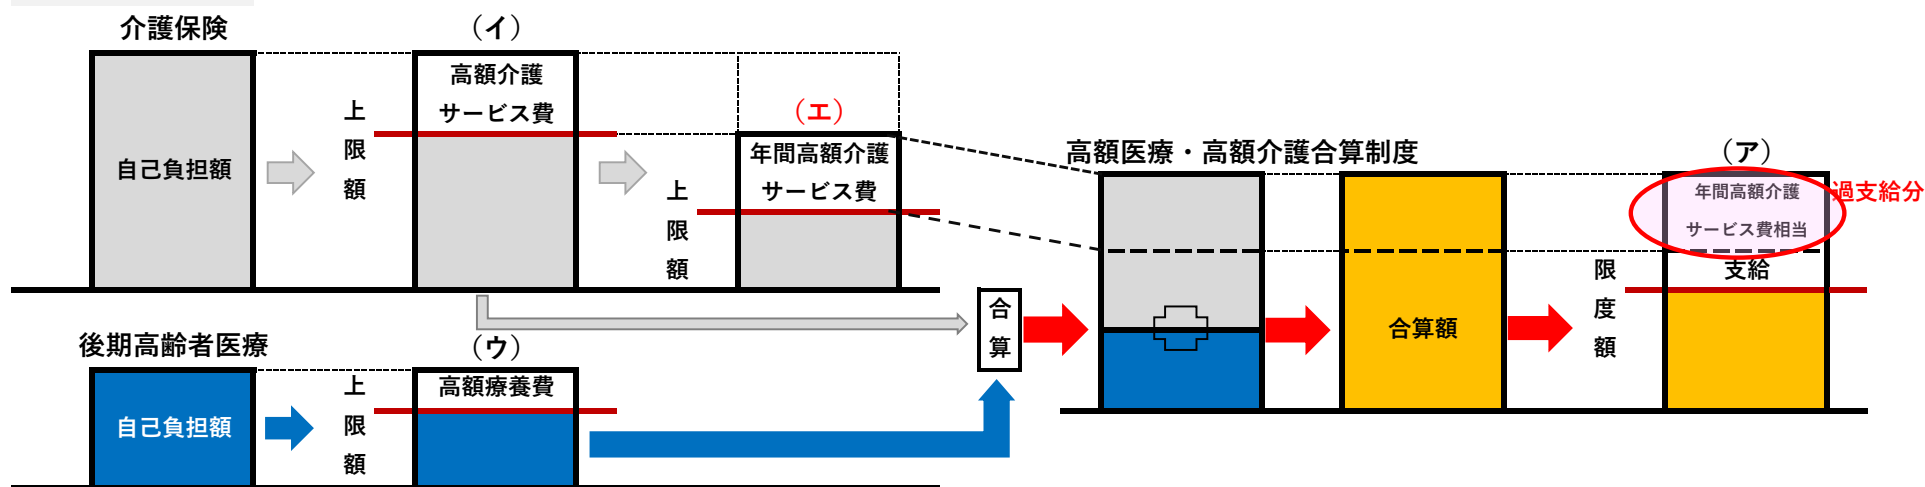 介護保険
(イ)
高額介護
サービス費
上限額
自己負担額
(エ)
年間高額介護
サービス費
上限額
高額医療・高額介護合算制度
(ア)
年間高額介護
サービス費相当
過支給分
支給
限度額
合算
合算額
後期高齢者医療
(ウ)
高額療養費
上限額
自己負担額